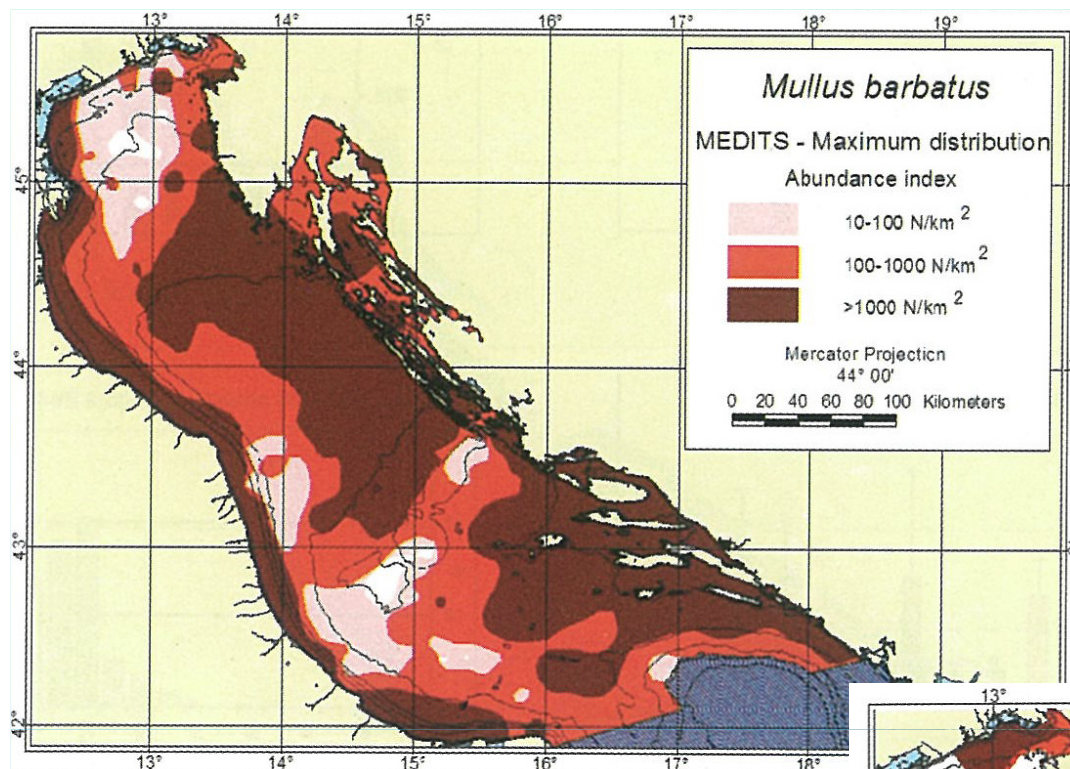 13° 14° 15° 16° 17° 18° 19°
Mullus barbatus
MEDITS - Maximum distribution
Abundance index
10-100 N/km 2
100-1000 N/km 2
>1000 N/km 2
Mercator Projection
44° 00'
0 20 40 60 80 100 Kilometers
45°
44°
43°
42°
13° 14° 15° 16° 17° 18°
13°